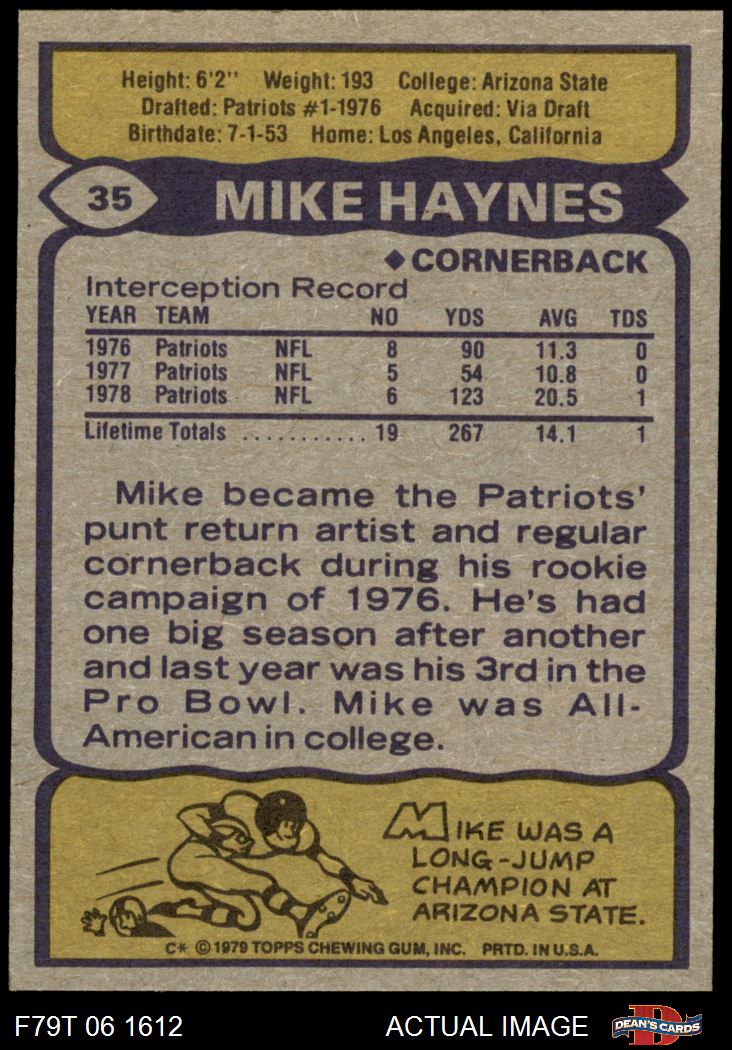 Height: 6'2" Weight: 193 College: Arizona State
Drafted: Patriots #1-1976 Acquired: Via Draft
Birthdate: 7-1-53 Home: Los Angeles, California
35 MIKE HAYNES
◆ CORNERBACK
Interception Record
YEAR TEAM NO YDS AVG TDS
1976 Patriots NFL 8 90 11.3 0
1977 Patriots NFL 5 54 10.8 0
1978 Patriots NFL 6 123 20.5 1
Lifetime Totals ........... 19 267 14.1 1
Mike became the Patriots'
punt return artist and regular
cornerback during his rookie
campaign of 1976. He's had
one big season after another
and last year was his 3rd in the
Pro Bowl. Mike was All-
American in college.
MIKE WAS A
LONG-JUMP
CHAMPION AT
ARIZONA STATE.
C* © 1979 TOPPS CHEWING GUM, INC. PRTD. IN U.S.A.
F79T 06 1612 ACTUAL IMAGE DEAN'S CARDS